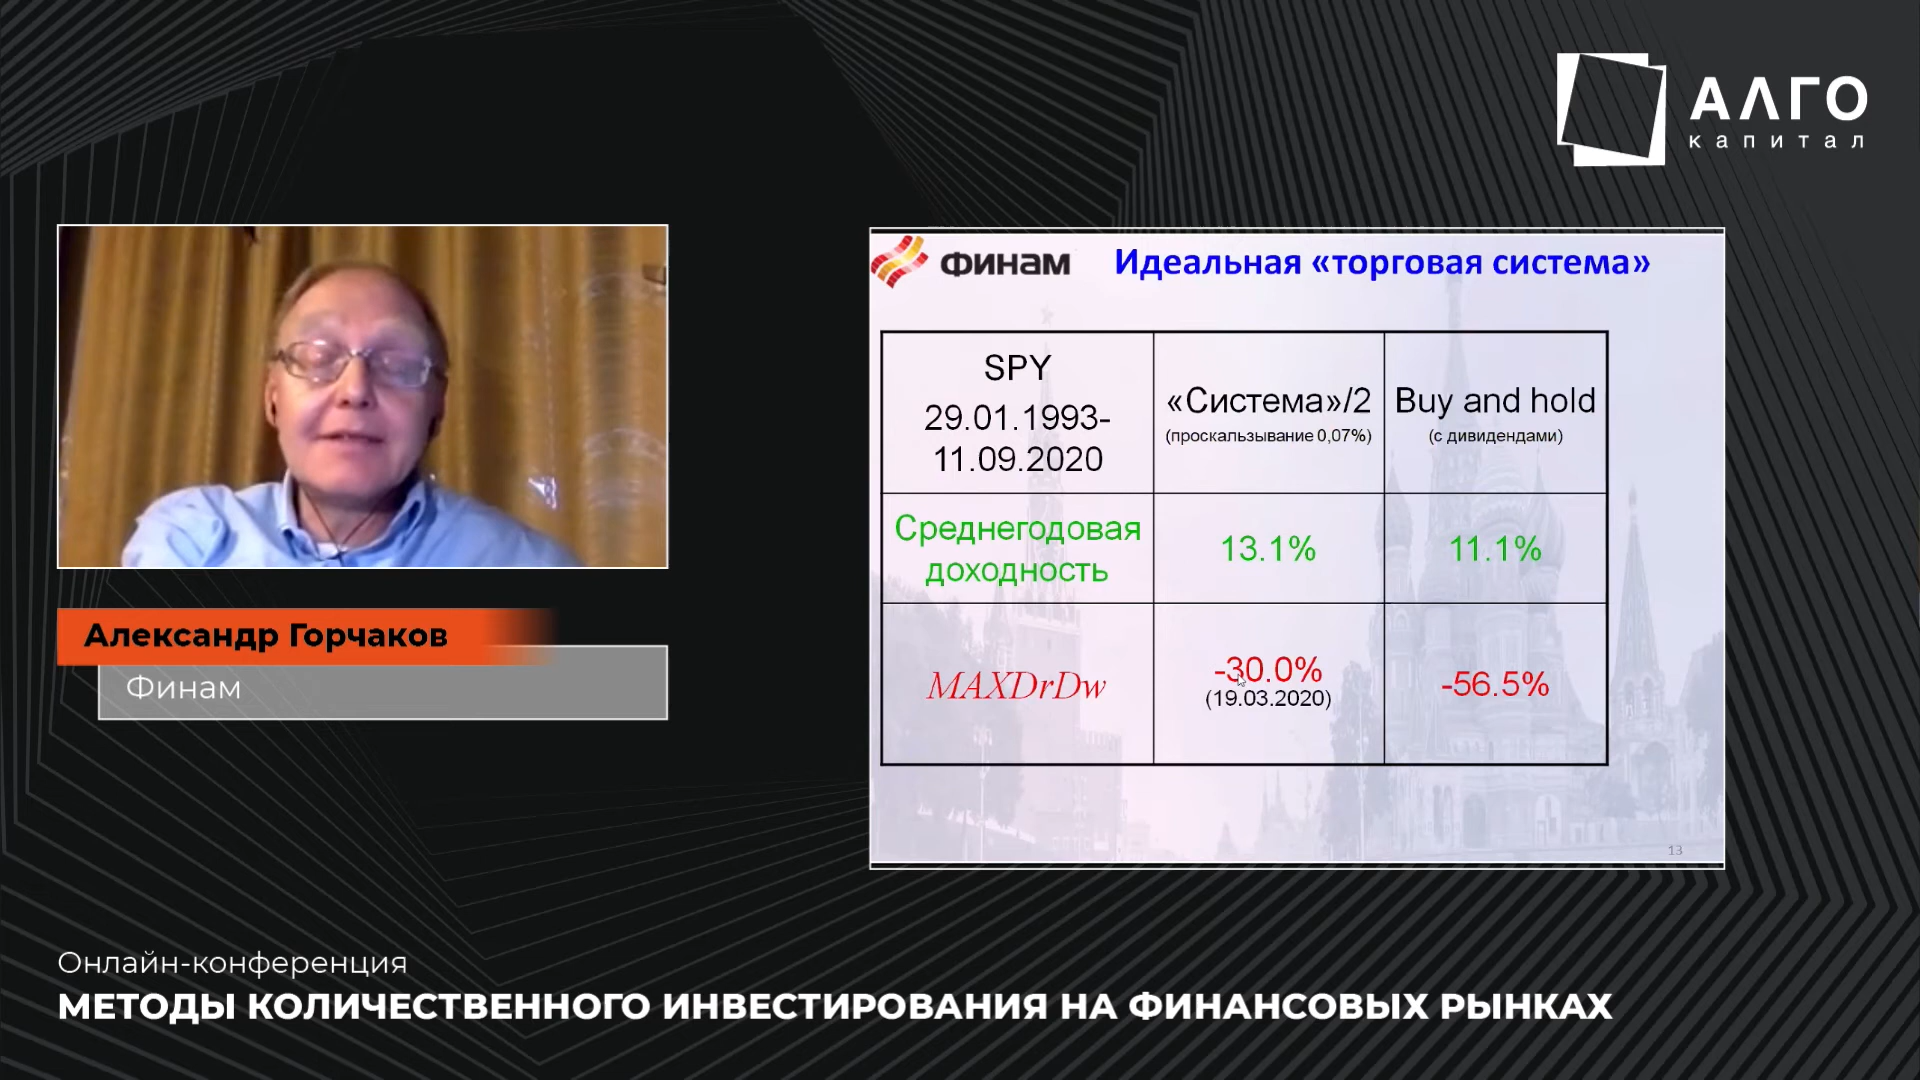 АЛГО
капитал
ФИНАМ
Идеальная «торговая система»
SPY
29.01.1993-
11.09.2020
«Система»/2
(проскальзывание 0,07%)
Buy and hold
(с дивидендами)
Среднегодовая
доходность
13.1%
11.1%
MAXDrDw
-30.0%
(19.03.2020)
-56.5%
13
Александр Горчаков
Финам
Онлайн-конференция
МЕТОДЫ КОЛИЧЕСТВЕННОГО ИНВЕСТИРОВАНИЯ НА ФИНАНСОВЫХ РЫНКАХ